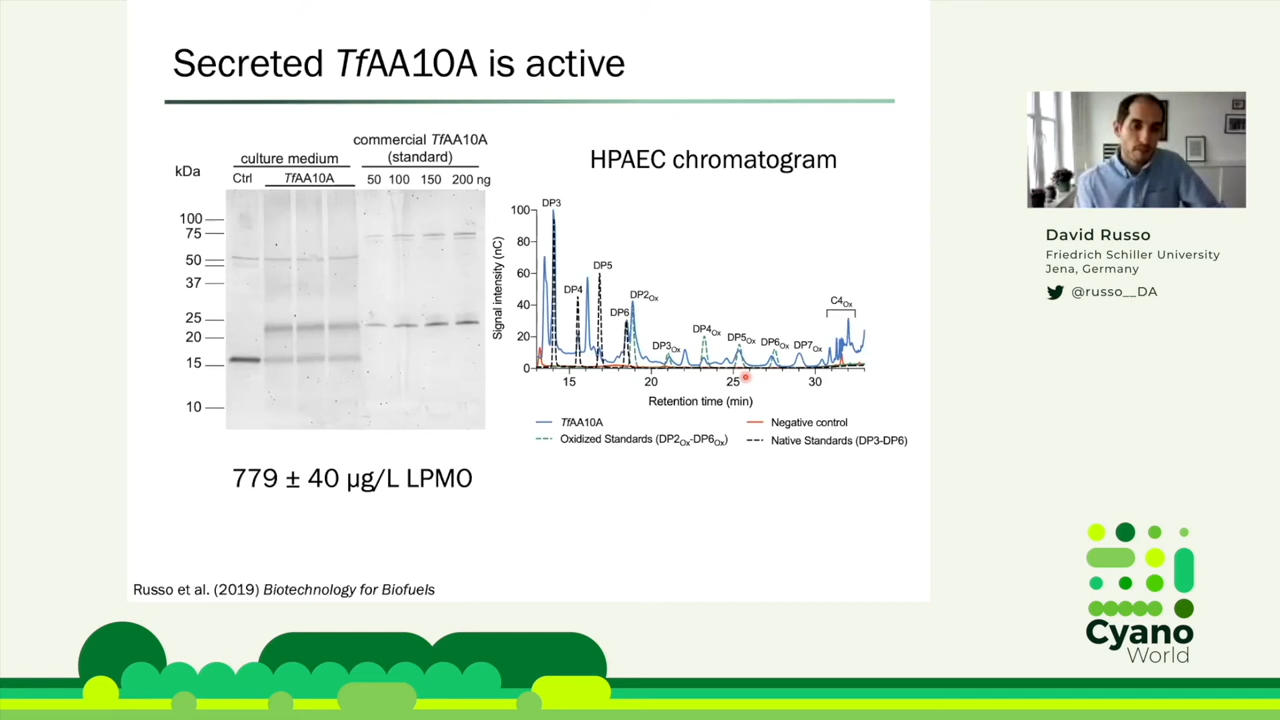 Secreted TfAA10A is active
commercial TfAA10A
(standard)
culture medium
kDa
Ctrl TfAA10A 50 100 150 200 ng
100
75
50
37
25
20
15
10
779 ± 40 µg/L LPMO
HPAEC chromatogram
Signal intensity (nC)
100
80
60
40
20
0
DP3
DP4
DP5
DP6
DP2Ox
DP3Ox
DP4Ox
DP5Ox
DP6Ox
DP7Ox
C4Ox
15 20 25 30
Retention time (min)
TfAA10A
Negative control
Oxidized Standards (DP2Ox-DP6Ox)
Native Standards (DP3-DP6)
Russo et al. (2019) Biotechnology for Biofuels
David Russo
Friedrich Schiller University
Jena, Germany
@russo__DA
Cyano
World